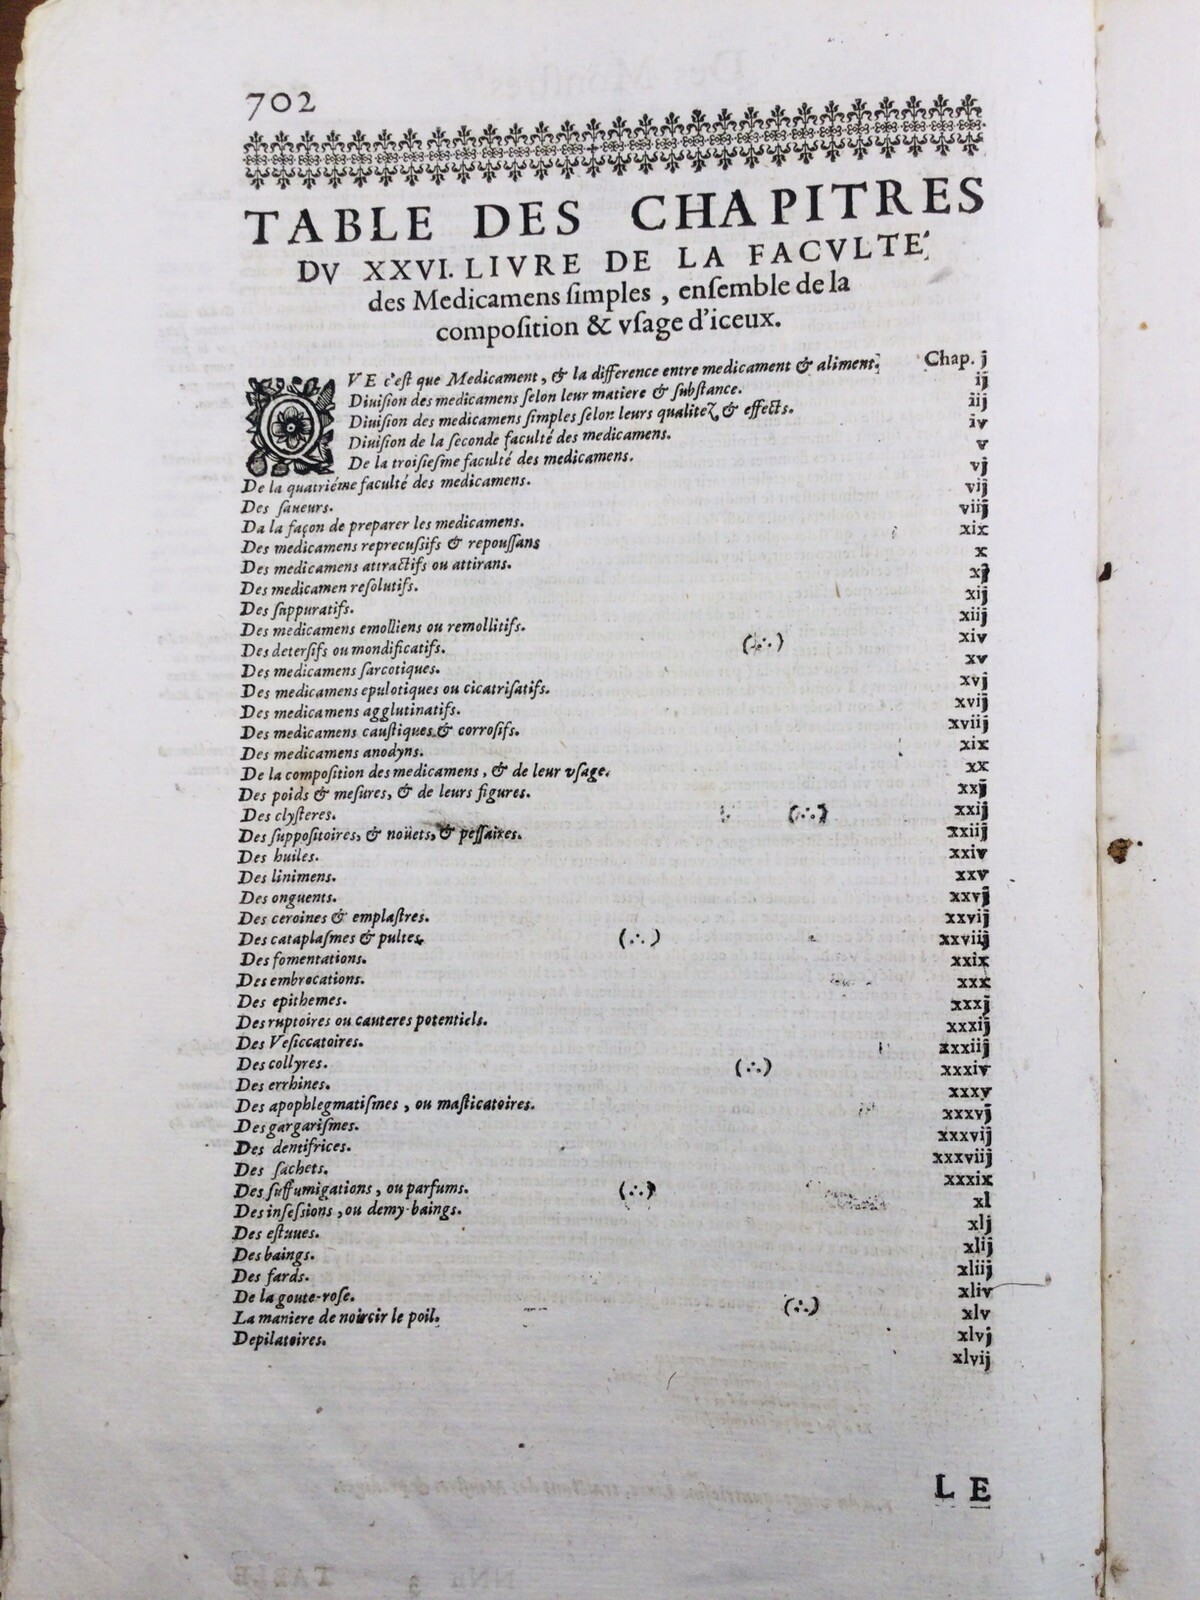 702
TABLE DES CHAPITRES
DV XXVI. LIVRE DE LA FACVLTE'
des Medicamens ſimples, enſemble de la
compoſition & vſage d'iceux.
QVE c'eſt que Medicament, & la difference entre medicament & aliment. Chap. j
Diuiſion des medicamens ſelon leur matiere & ſubſtance. ij
Diuiſion des medicamens ſimples ſelon leurs qualitez & effects. iij
Diuiſion de la ſeconde faculté des medicamens. iv
De la troiſieſme faculté des medicamens. v
De la quatriéme faculté des medicamens. vj
Des ſaueurs. vij
Da la façon de preparer les medicamens. viij
Des medicamens reprecuſſifs & repouſſans xix
Des medicamens attractifs ou attirans. x
Des medicamen reſolutifs. xj
Des ſuppuratifs. xij
Des medicamens emolliens ou remollitifs. xiij
Des deterſifs ou mondificatifs. (∴) xiv
Des medicamens ſarcotiques. xv
Des medicamens epulotiques ou cicatriſatifs. xvj
Des medicamens agglutinatifs. xvij
Des medicamens cauſtiques & corroſifs. xviij
Des medicamens anodyns. xix
De la compoſition des medicamens, & de leur vſage. xx
Des poids & meſures, & de leurs figures. xxj
Des clyſteres. (∴) xxij
Des ſuppoſitoires, & noüets, & peſſaires. xxiij
Des huiles. xxiv
Des linimens. xxv
Des onguents. xxvj
Des ceroines & emplaſtres. xxvij
Des cataplaſmes & pultes. (∴) xxviij
Des fomentations. xxix
Des embrocations. xxx
Des epithemes. xxxj
Des ruptoires ou cauteres potentiels. xxxij
Des Veſiccatoires. xxxiij
Des collyres. (∴) xxxiv
Des errhines. xxxv
Des apophlegmatiſmes, ou maſticatoires. xxxvj
Des gargariſmes. xxxvij
Des dentifrices. xxxviij
Des ſachets. xxxix
Des ſuffumigations, ou parfums. (∴) xl
Des inſeſsions, ou demy-baings. xlj
Des eſtuues. xlij
Des baings. xliij
Des fards. xliv
De la goute-roſe. xlv
La maniere de noircir le poil. (∴) xlvj
Depilatoires. xlvij
LE